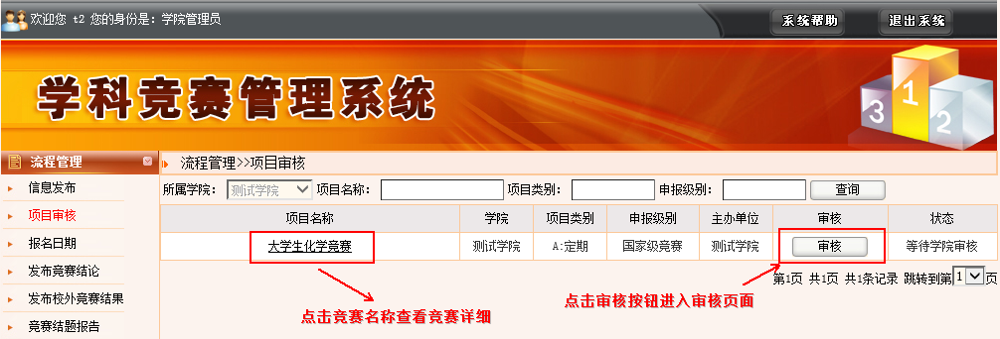 欢迎您 t2 您的身份是：学院管理员
系统帮助
退出系统
学科竞赛管理系统
3
1
2
流程管理
信息发布
项目审核
报名日期
发布竞赛结论
发布校外竞赛结果
竞赛结题报告
流程管理>>项目审核
所属学院： 测试学院 项目名称： 项目类别： 申报级别： 查询
项目名称 学院 项目类别 申报级别 主办单位 审核 状态
大学生化学竞赛 测试学院 A:定期 国家级竞赛 测试学院 审核 等待学院审核
第1页 共1页 共1条记录 跳转到第 1 页
点击审核按钮进入审核页面
点击竞赛名称查看竞赛详细